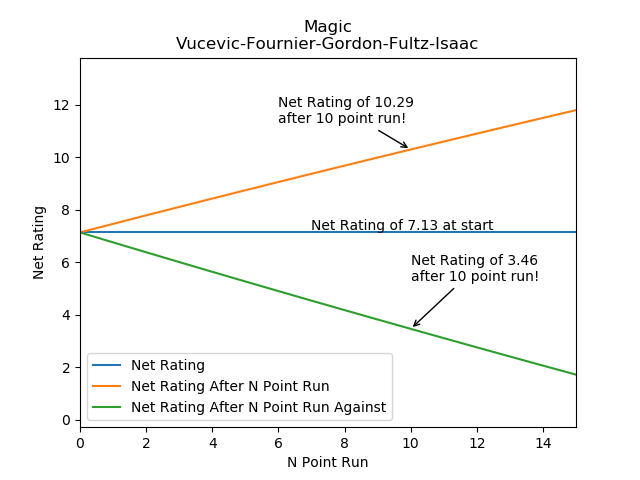 Magic
Vucevic-Fournier-Gordon-Fultz-Isaac
Net Rating
12
10
8
6
4
2
0
Net Rating of 10.29
after 10 point run!
Net Rating of 7.13 at start
Net Rating of 3.46
after 10 point run!
Net Rating
Net Rating After N Point Run
Net Rating After N Point Run Against
0 2 4 6 8 10 12 14
N Point Run